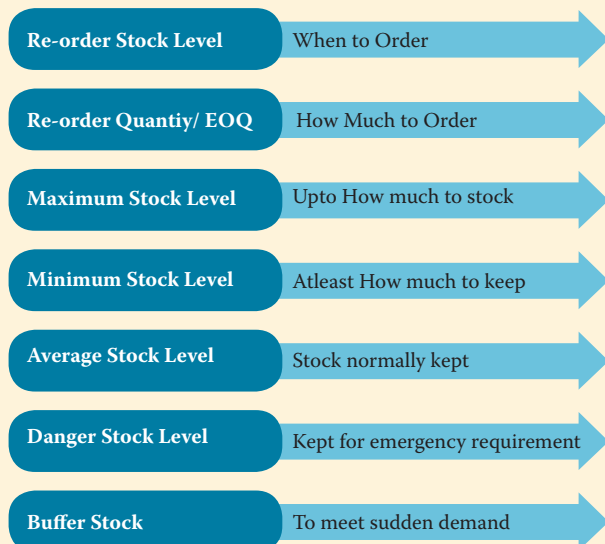 Re-order Stock Level When to Order
Re-order Quantiy/ EOQ How Much to Order
Maximum Stock Level Upto How much to stock
Minimum Stock Level Atleast How much to keep
Average Stock Level Stock normally kept
Danger Stock Level Kept for emergency requirement
Buffer Stock To meet sudden demand